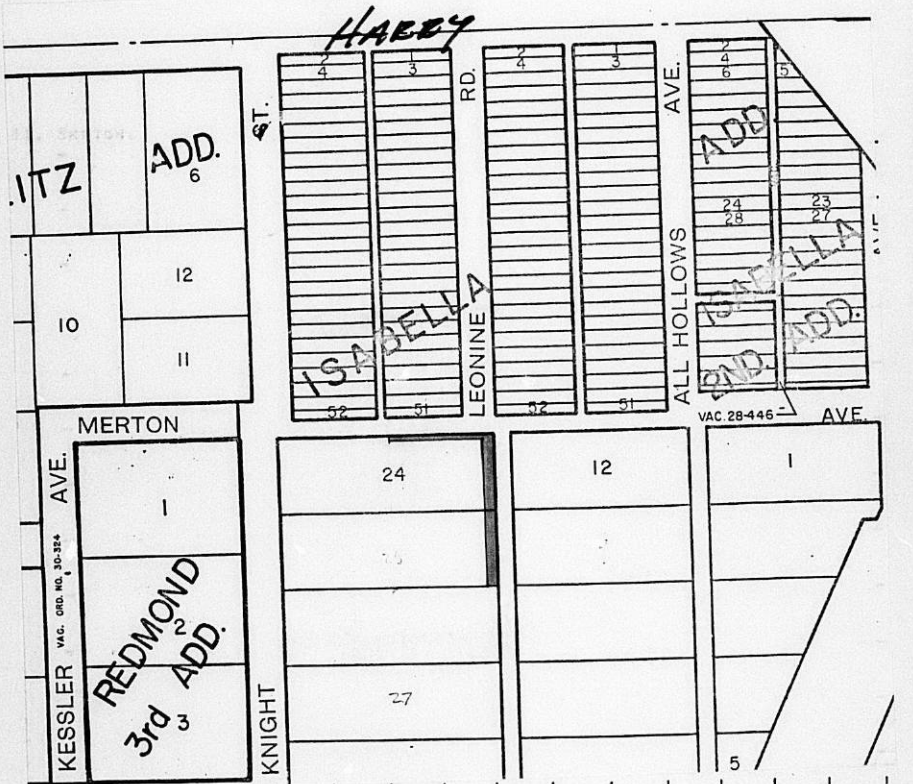 HARRY
ITZ
ADD.
6
ST.
2
4
1
3
RD.
2
4
1
3
AVE.
2
4
6
5
ADD
24
28
23
27
10
12
11
ISABELLA
52
51
LEONINE
52
51
ALL HOLLOWS
ISABELLA
2ND. ADD.
VAC. 28-446
AVE.
AVE.
MERTON
KESSLER AVE.
VAC. ORD. NO. 30-324
1
REDMOND
2
3rd ADD.
3
KNIGHT
24
27
12
1
5